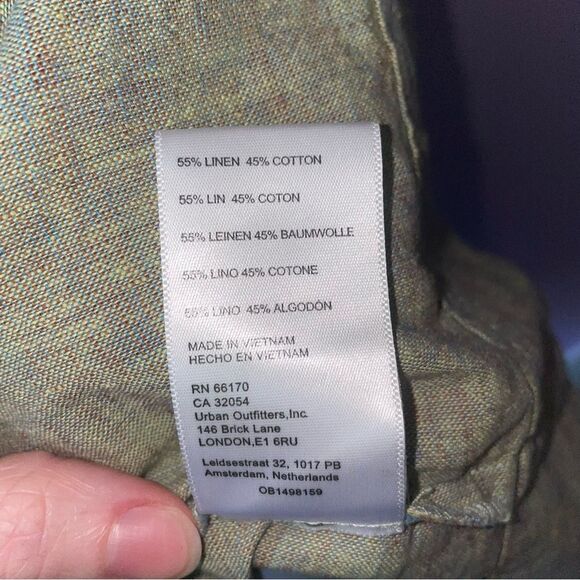 55% LINEN 45% COTTON
55% LIN 45% COTON
55% LEINEN 45% BAUMWOLLE
55% LINO 45% COTONE
55% LINO 45% ALGODÓN
MADE IN VIETNAM
HECHO EN VIETNAM
RN 66170
CA 32054
Urban Outfitters,Inc.
146 Brick Lane
LONDON,E1 6RU
Leidsestraat 32, 1017 PB
Amsterdam, Netherlands
OB1498159